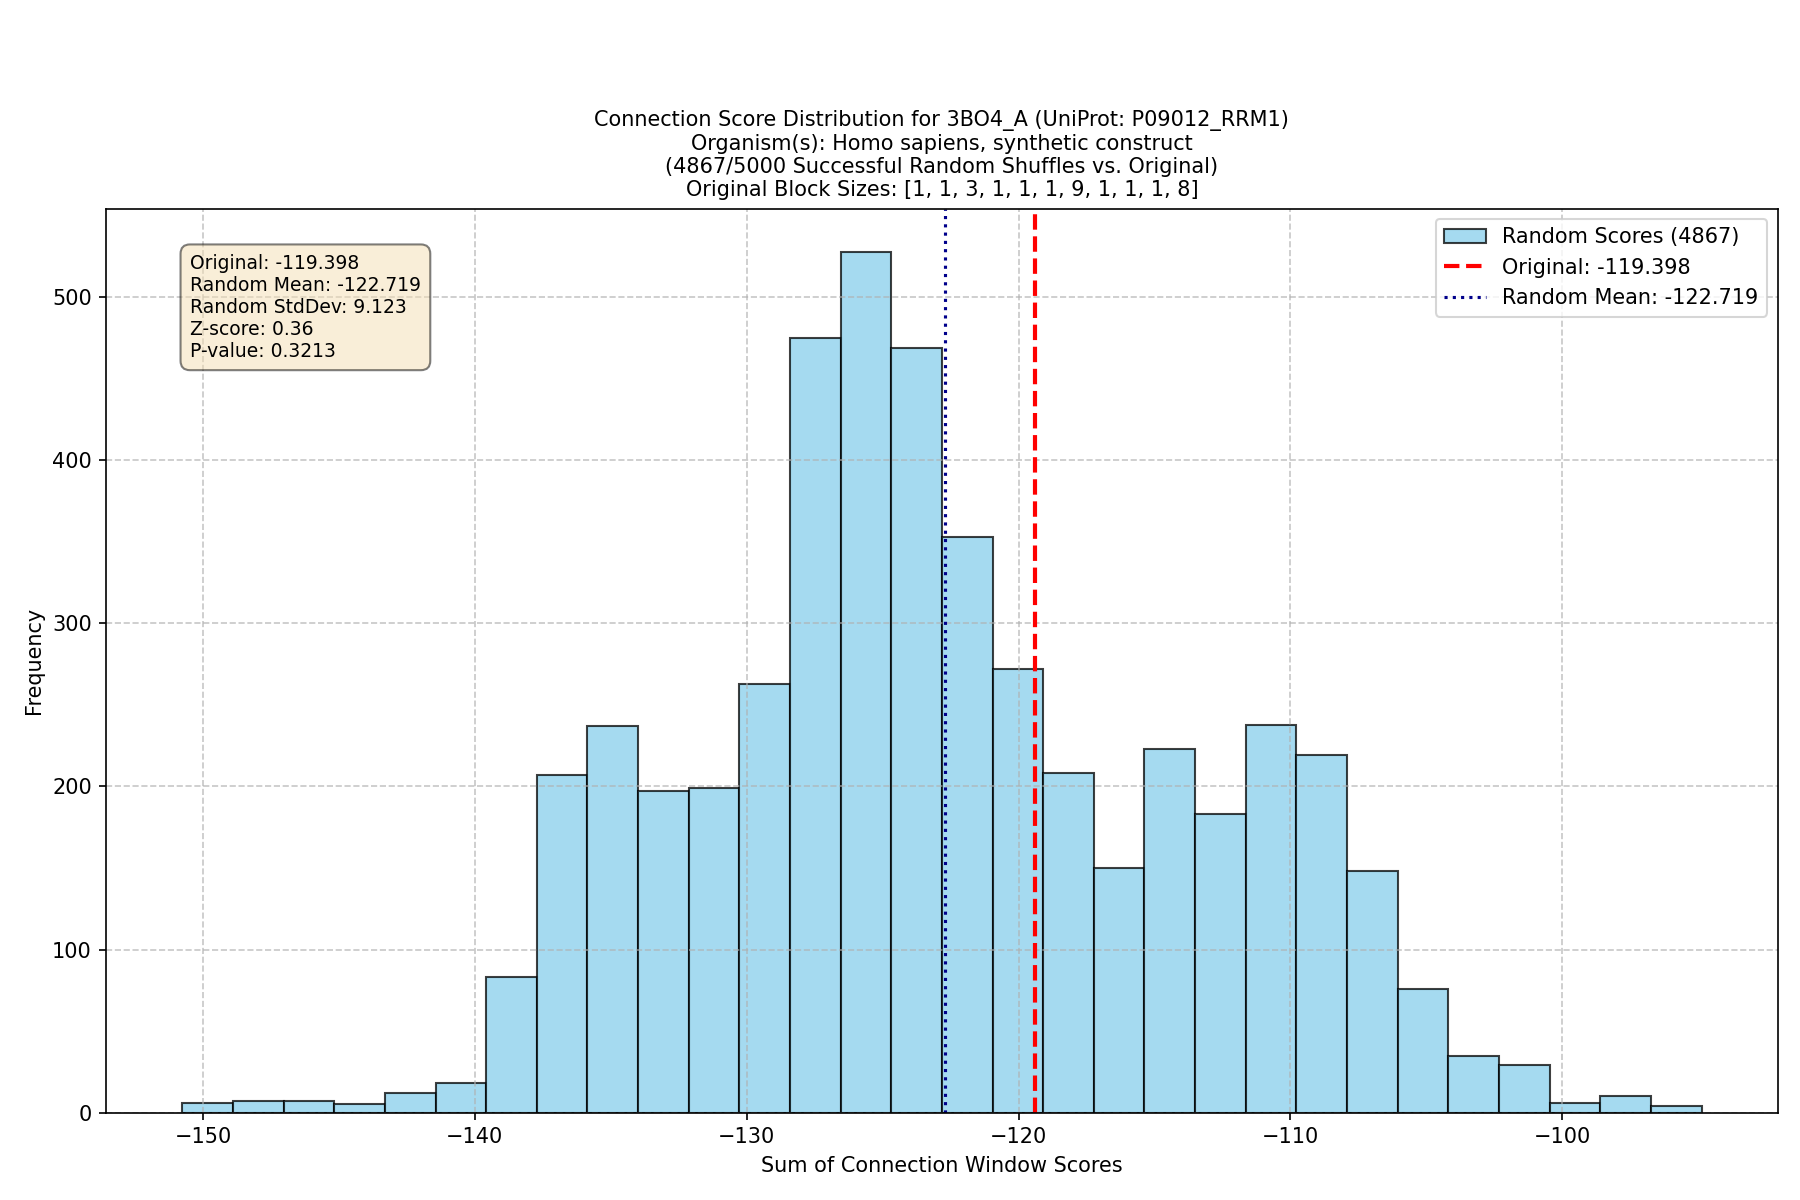 Connection Score Distribution for 3BO4_A (UniProt: P09012_RRM1)
Organism(s): Homo sapiens, synthetic construct
(4867/5000 Successful Random Shuffles vs. Original)
Original Block Sizes: [1, 1, 3, 1, 1, 1, 9, 1, 1, 1, 8]
Original: -119.398
Random Mean: -122.719
Random StdDev: 9.123
Z-score: 0.36
P-value: 0.3213
Random Scores (4867)
Original: -119.398
Random Mean: -122.719
Frequency
500
400
300
200
100
0
−150
−140
−130
−120
−110
−100
Sum of Connection Window Scores